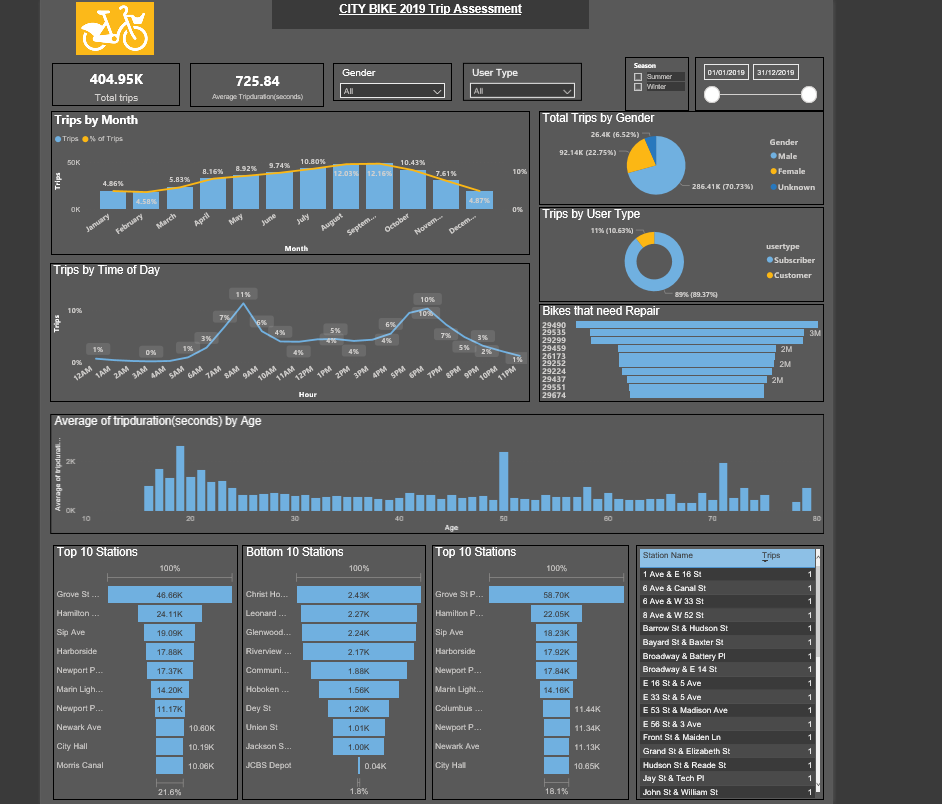 CITY BIKE 2019 Trip Assessment
404.95K
Total trips
725.84
Average Tripduration(seconds)
Gender
All
User Type
All
Season
Summer
Winter
01/01/2019 31/12/2019
Trips by Month
Trips % of Trips
Trips
50K
0K
10%
0%
4.86% 4.58% 5.83% 8.16% 8.92% 9.74% 10.80% 12.03% 12.16% 10.43% 7.61% 4.87%
January February March April May June July August Septem... October Novem... Decem...
Month
Total Trips by Gender
26.4K (6.52%)
92.14K (22.75%)
286.41K (70.73%)
Gender
Male
Female
Unknown
Trips by User Type
11% (10.63%)
89% (89.37%)
usertype
Subscriber
Customer
Trips by Time of Day
Trips
10%
0%
1% 0% 1% 3% 7% 11% 6% 4% 4% 5% 4% 4% 6% 4% 10% 10% 7% 5% 3% 2% 1%
12AM 1AM 2AM 3AM 4AM 5AM 6AM 7AM 8AM 9AM 10AM 11AM 12PM 1PM 2PM 3PM 4PM 5PM 6PM 7PM 8PM 9PM 10PM 11PM
Hour
Bikes that need Repair
29490
29535 3M
29299
29459 2M
26173
29252 2M
29224
29437 2M
29551
29674
Average of tripduration(seconds) by Age
Average of tripdurati...
2K
0K
10 20 30 40 50 60 70 80
Age
Top 10 Stations
100%
Grove St ... 46.66K
Hamilton ... 24.11K
Sip Ave 19.09K
Harborside 17.88K
Newport P... 17.37K
Marin Ligh... 14.20K
Newport P... 11.17K
Newark Ave 10.60K
City Hall 10.19K
Morris Canal 10.06K
21.6%
Bottom 10 Stations
100%
Christ Ho... 2.43K
Leonard ... 2.27K
Glenwood... 2.24K
Riverview ... 2.17K
Communi... 1.88K
Hoboken ... 1.56K
Dey St 1.20K
Union St 1.01K
Jackson S... 1.00K
JCBS Depot 0.04K
1.8%
Top 10 Stations
100%
Grove St P... 58.70K
Hamilton P... 22.05K
Sip Ave 18.23K
Harborside 17.92K
Newport P... 17.84K
Marin Light... 14.16K
Columbus ... 11.44K
Newport P... 11.34K
Newark Ave 11.13K
City Hall 10.65K
18.1%
Station Name Trips
1 Ave & E 16 St 1
6 Ave & Canal St 1
6 Ave & W 33 St 1
8 Ave & W 52 St 1
Barrow St & Hudson St 1
Bayard St & Baxter St 1
Broadway & Battery Pl 1
Broadway & E 14 St 1
E 16 St & 5 Ave 1
E 33 St & 5 Ave 1
E 53 St & Madison Ave 1
E 56 St & 3 Ave 1
Front St & Maiden Ln 1
Grand St & Elizabeth St 1
Hudson St & Reade St 1
Jay St & Tech Pl 1
John St & William St 1